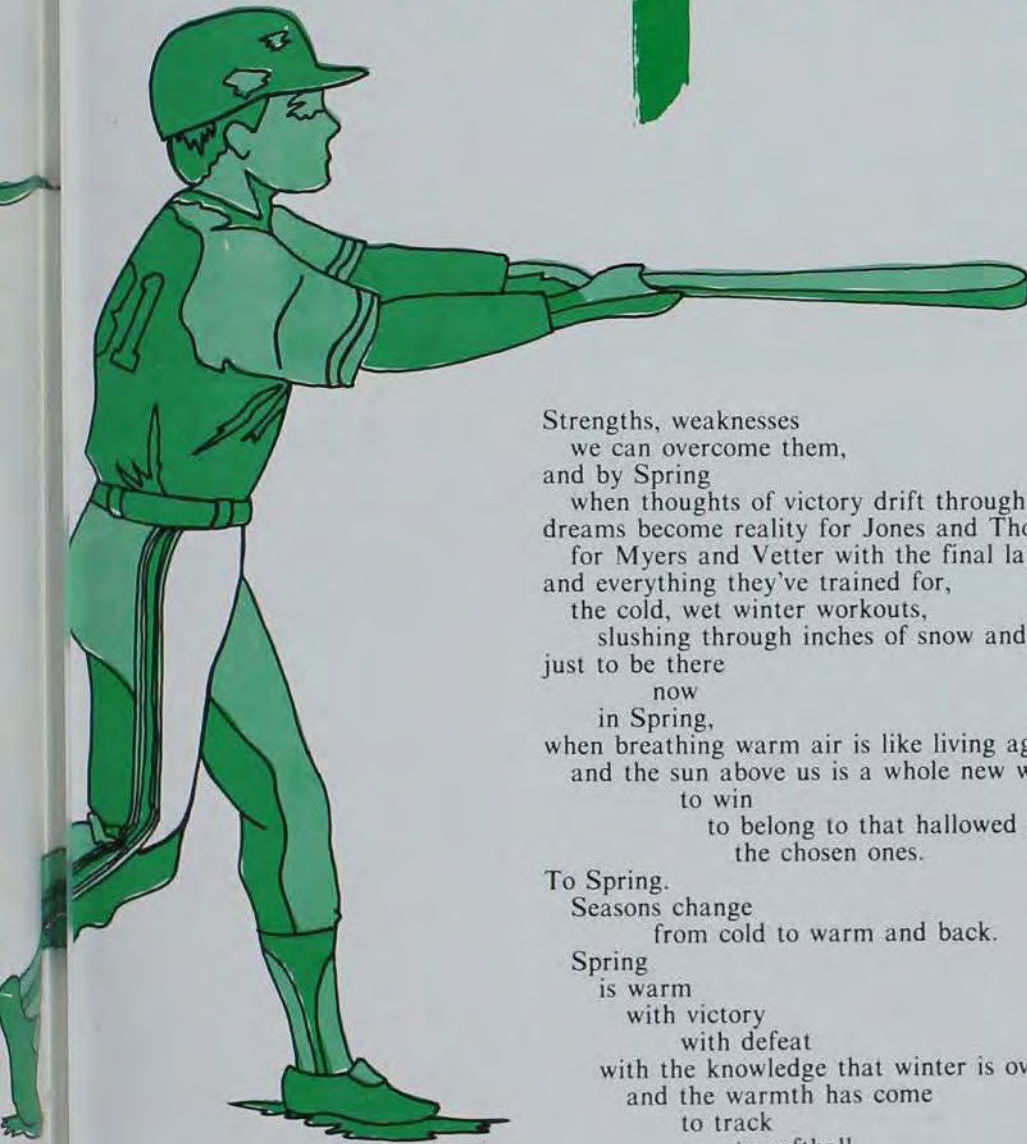 11
Strengths, weaknesses
we can overcome them,
and by Spring
when thoughts of victory drift through
dreams become reality for Jones and
for Myers and Vetter with the final
and everything they've trained for,
the cold, wet winter workouts,
slushing through inches of snow and
just to be there
now
in Spring,
when breathing warm air is like living
and the sun above us is a whole new
to win
to belong to that hallowed
the chosen ones.
To Spring.
Seasons change
from cold to warm and back.
Spring
is warm
with victory
with defeat
with the knowledge that winter is
and the warmth has come
to track
to softball